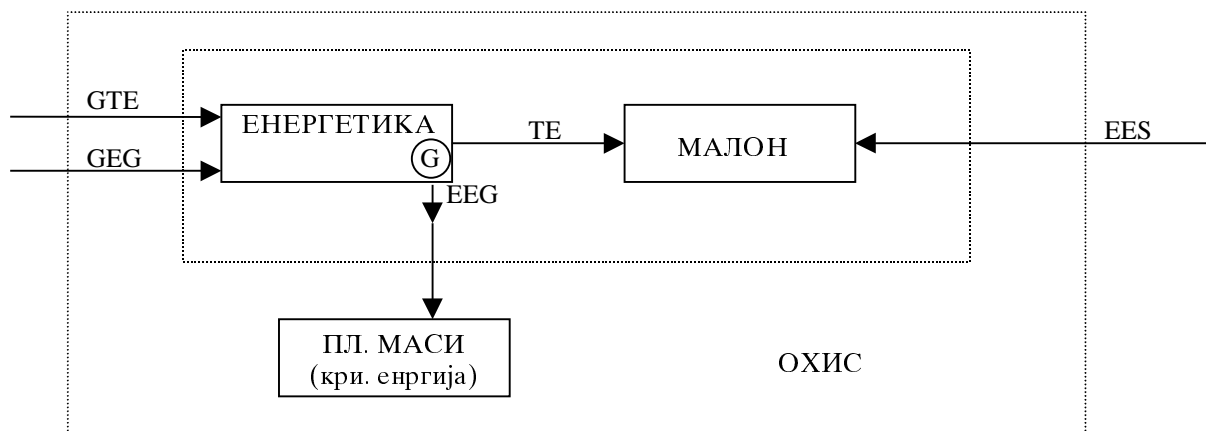 GTE
GEG
ЕНЕРГЕТИКА
G
TE
МАЛОН
EES
EEG
ПЛ. МАСИ
(кри. енргија)
ОХИС